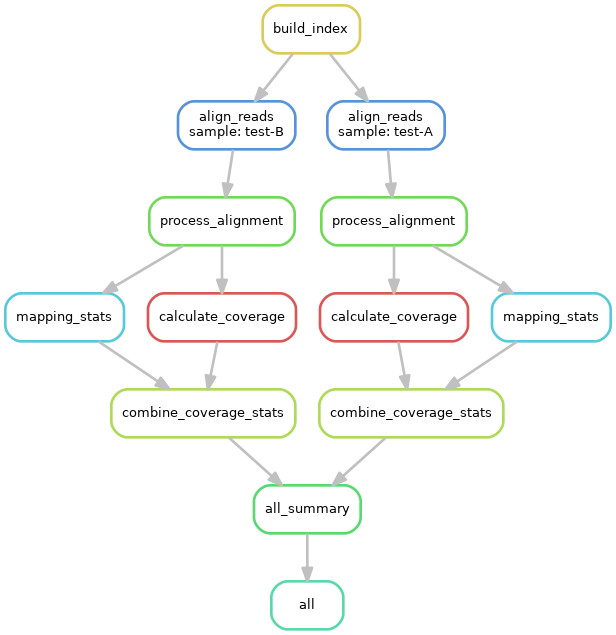 build_index
align_reads
sample: test-B
align_reads
sample: test-A
process_alignment
process_alignment
mapping_stats
calculate_coverage
calculate_coverage
mapping_stats
combine_coverage_stats
combine_coverage_stats
all_summary
all